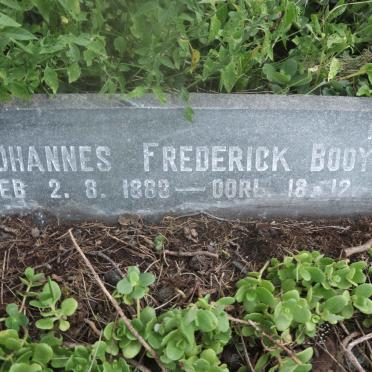 OHANNES FREDERICK BOOY
EB 2. 8. 1883 — OORL. 18. 12